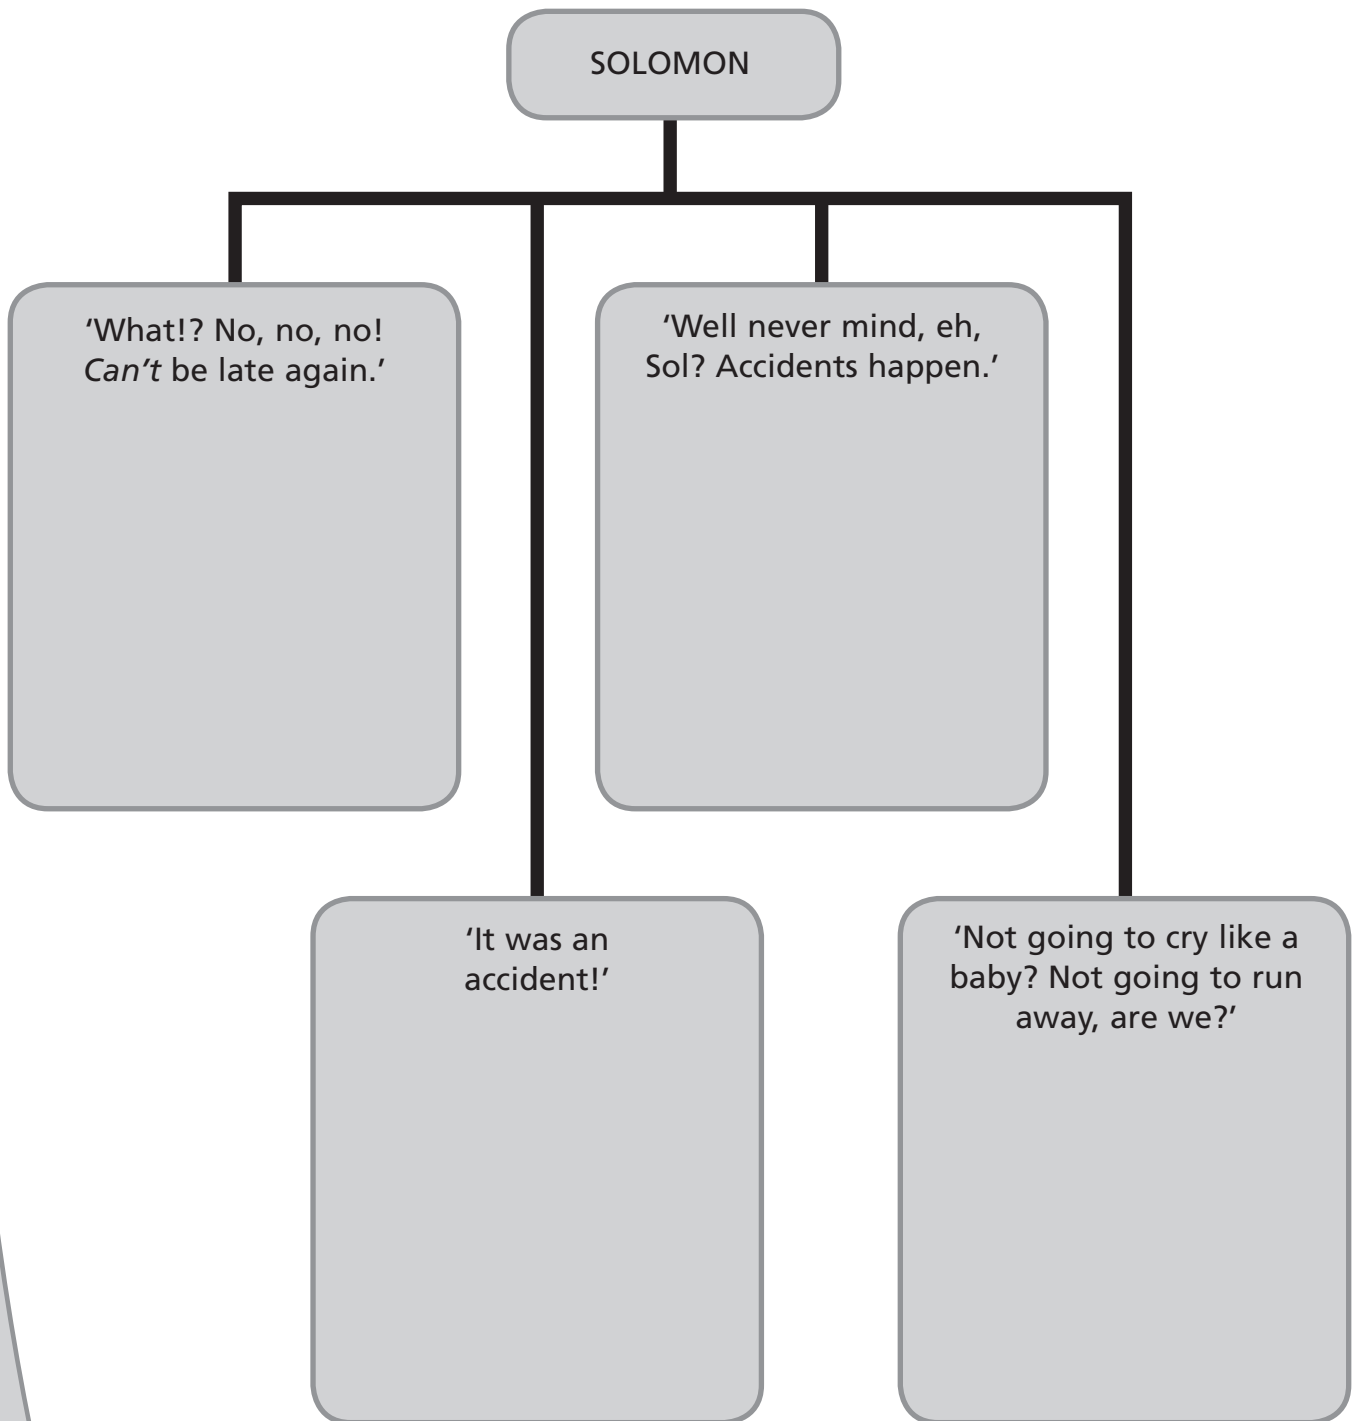 SOLOMON
‘What!? No, no, no!
Can’t be late again.’
‘Well never mind, eh,
Sol? Accidents happen.’
‘It was an
accident!’
‘Not going to cry like a
baby? Not going to run
away, are we?’